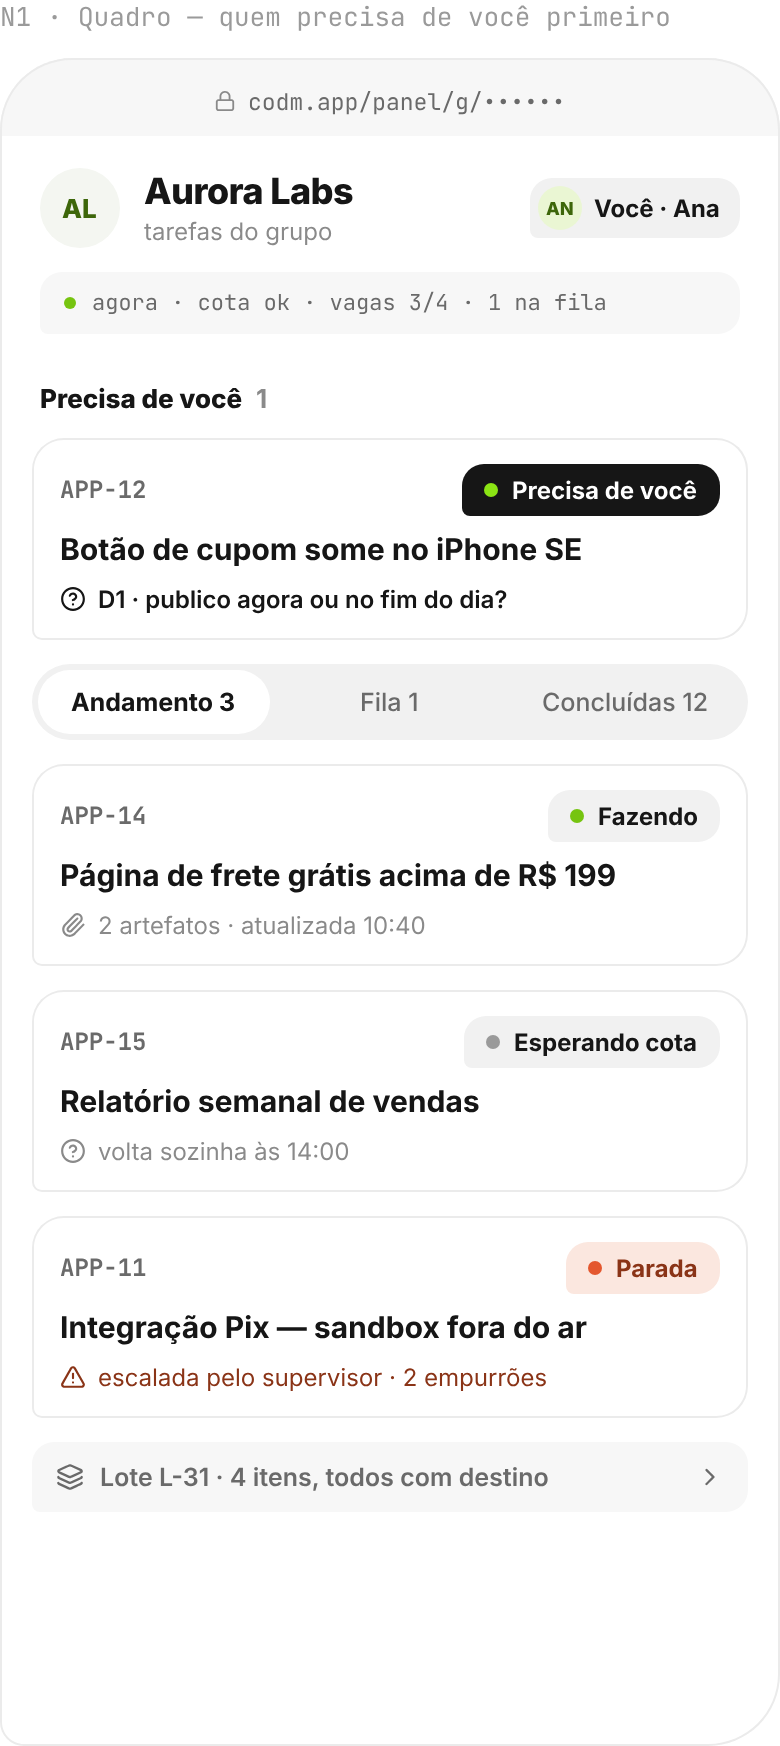 N1 · Quadro — quem precisa de você primeiro
codm.app/panel/g/••••••
AL
Aurora Labs
tarefas do grupo
AN
Você · Ana
agora · cota ok · vagas 3/4 · 1 na fila
Precisa de você 1
APP-12
Precisa de você
Botão de cupom some no iPhone SE
D1 · publico agora ou no fim do dia?
Andamento 3
Fila 1
Concluídas 12
APP-14
Fazendo
Página de frete grátis acima de R$ 199
2 artefatos · atualizada 10:40
APP-15
Esperando cota
Relatório semanal de vendas
volta sozinha às 14:00
APP-11
Parada
Integração Pix — sandbox fora do ar
escalada pelo supervisor · 2 empurrões
Lote L-31 · 4 itens, todos com destino